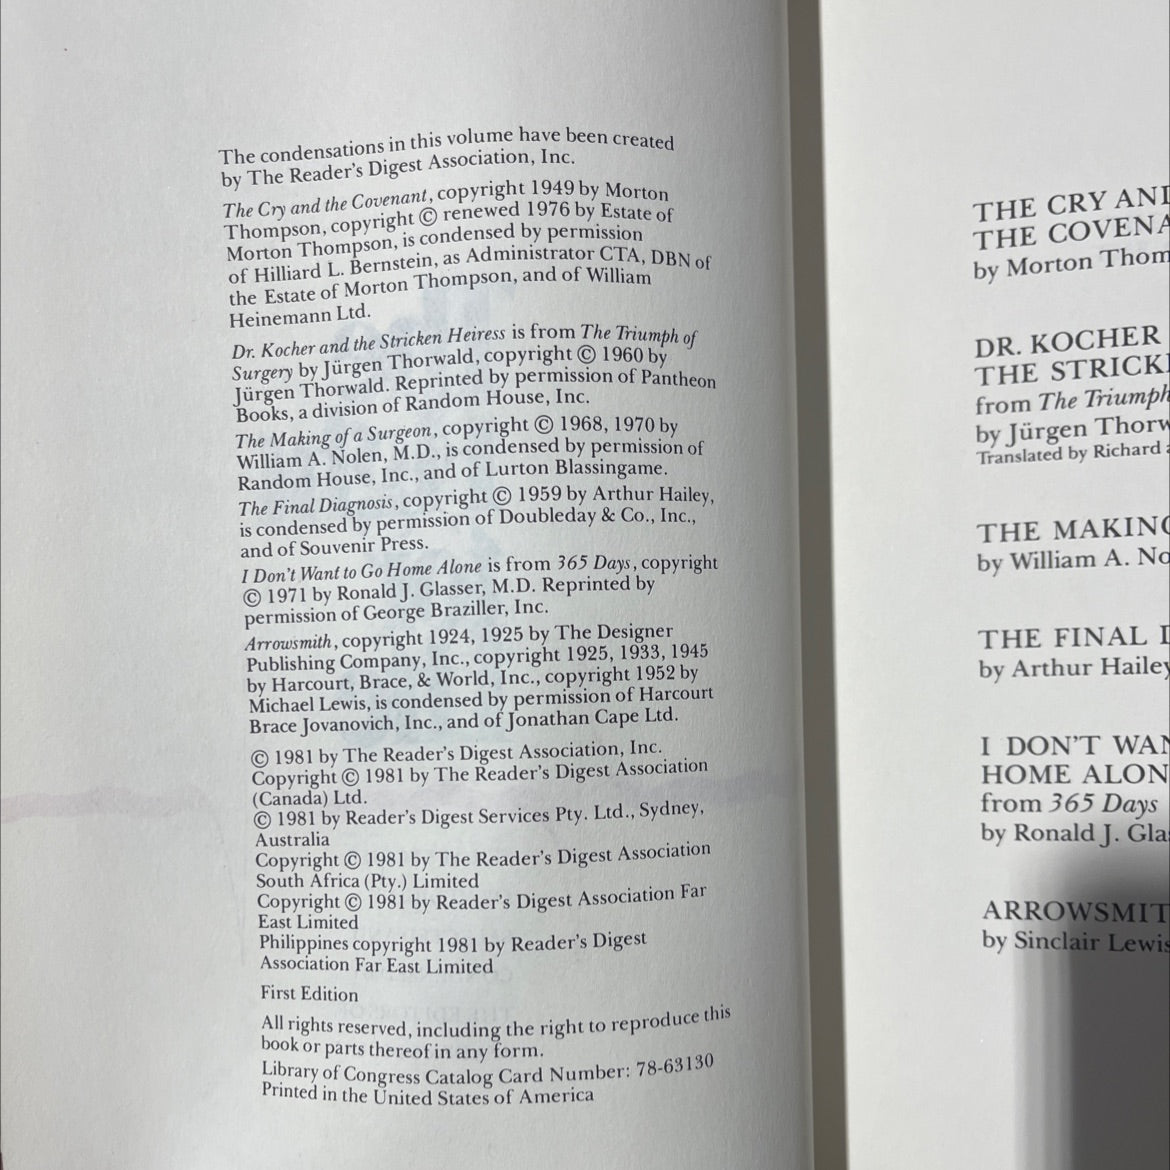 The condensations in this volume have been created
by The Reader's Digest Association, Inc.
The Cry and the Covenant, copyright 1949 by Morton
Thompson, copyright © renewed 1976 by Estate of
Morton Thompson, is condensed by permission
of Hilliard L. Bernstein, as Administrator CTA, DBN of
the Estate of Morton Thompson, and of William
Heinemann Ltd.
Dr. Kocher and the Stricken Heiress is from The Triumph of
Surgery by Jürgen Thorwald, copyright © 1960 by
Jürgen Thorwald. Reprinted by permission of Pantheon
Books, a division of Random House, Inc.
The Making of a Surgeon, copyright © 1968, 1970 by
William A. Nolen, M.D., is condensed by permission of
Random House, Inc., and of Lurton Blassingame.
The Final Diagnosis, copyright © 1959 by Arthur Hailey,
is condensed by permission of Doubleday & Co., Inc.,
and of Souvenir Press.
I Don't Want to Go Home Alone is from 365 Days, copyright
© 1971 by Ronald J. Glasser, M.D. Reprinted by
permission of George Braziller, Inc.
Arrowsmith, copyright 1924, 1925 by The Designer
Publishing Company, Inc., copyright 1925, 1933, 1945
by Harcourt, Brace, & World, Inc., copyright 1952 by
Michael Lewis, is condensed by permission of Harcourt
Brace Jovanovich, Inc., and of Jonathan Cape Ltd.
© 1981 by The Reader's Digest Association, Inc.
Copyright © 1981 by The Reader's Digest Association
(Canada) Ltd.
© 1981 by Reader's Digest Services Pty. Ltd., Sydney,
Australia
Copyright © 1981 by The Reader's Digest Association
South Africa (Pty.) Limited
Copyright © 1981 by Reader's Digest Association Far
East Limited
Philippines copyright 1981 by Reader's Digest
Association Far East Limited
First Edition
All rights reserved, including the right to reproduce this
book or parts thereof in any form.
Library of Congress Catalog Card Number: 78-63130
Printed in the United States of America
THE CRY AND
THE COVENA
by Morton Thom
DR. KOCHER
THE STRICK
from The Triumph
by Jürgen Thorw
Translated by Richard
THE MAKING
by William A. No
THE FINAL D
by Arthur Hailey
I DON'T WAN
HOME ALON
from 365 Days
by Ronald J. Glas
ARROWSMIT
by Sinclair Lewis